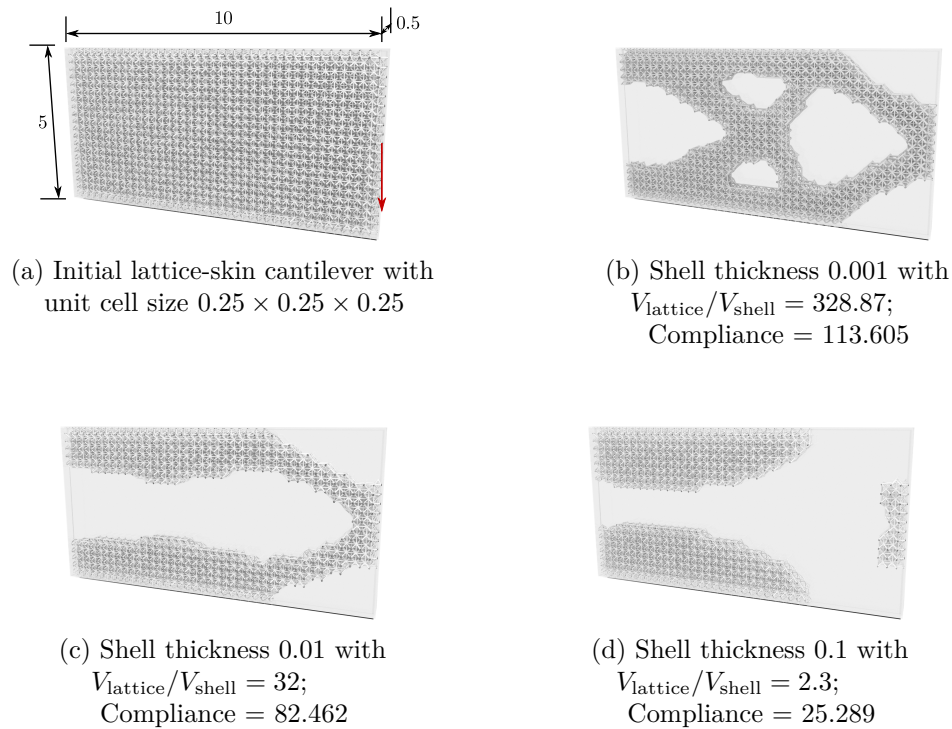 10
0.5
5
(a) Initial lattice-skin cantilever with
unit cell size 0.25 × 0.25 × 0.25
(b) Shell thickness 0.001 with
V_lattice/V_shell = 328.87;
Compliance = 113.605
(c) Shell thickness 0.01 with
V_lattice/V_shell = 32;
Compliance = 82.462
(d) Shell thickness 0.1 with
V_lattice/V_shell = 2.3;
Compliance = 25.289